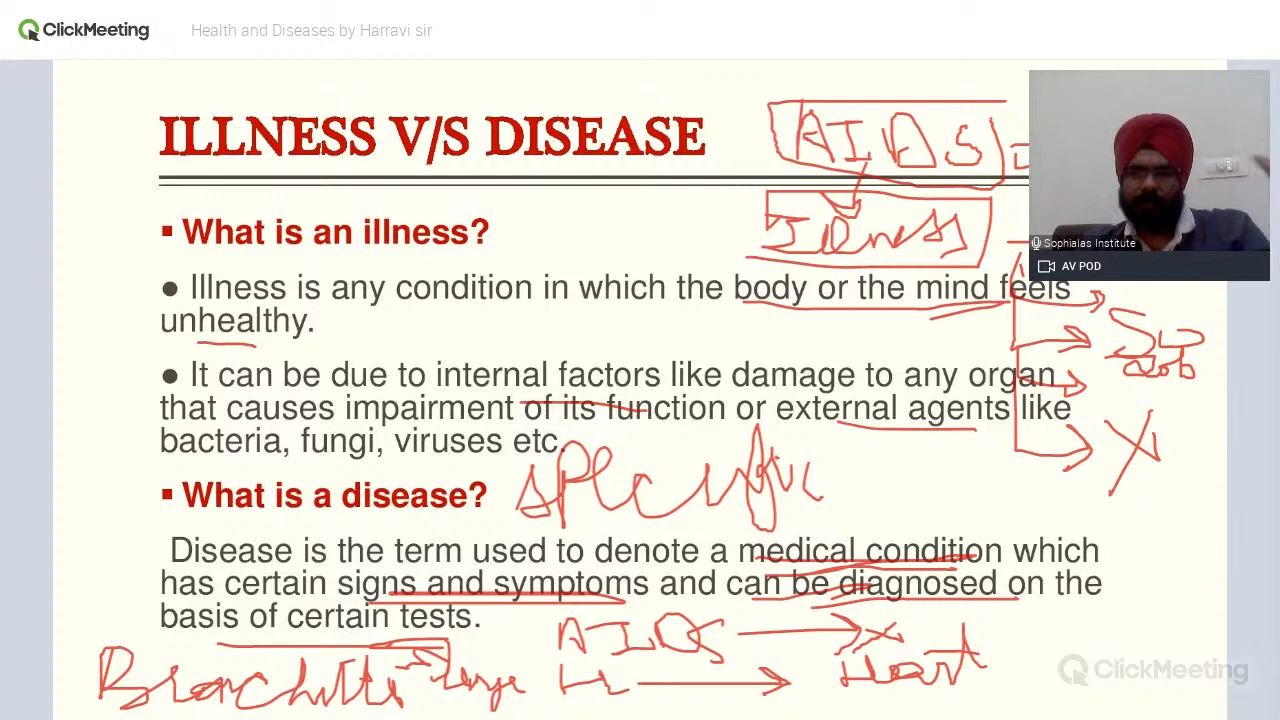 ClickMeeting
Health and Diseases by Harravi sir
ILLNESS V/S DISEASE
AIDS
▪ What is an illness?
Illness
Sophialas Institute
AV POD
● Illness is any condition in which the body or the mind feels
unhealthy.
● It can be due to internal factors like damage to any organ
that causes impairment of its function or external agents like
bacteria, fungi, viruses etc.
▪ What is a disease?
specific
Disease is the term used to denote a medical condition which
has certain signs and symptoms and can be diagnosed on the
basis of certain tests.
AIDS
Bronchitis
Heart
ClickMeeting